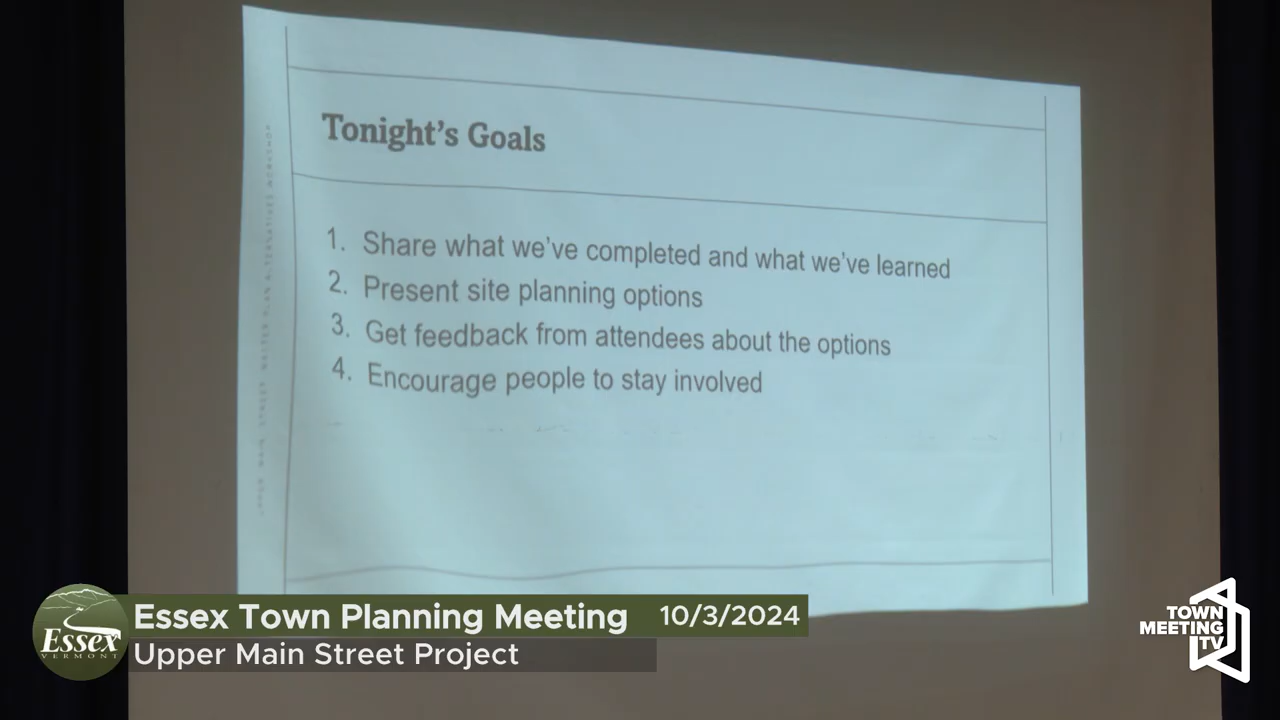 Tonight's Goals
1. Share what we've completed and what we've learned
2. Present site planning options
3. Get feedback from attendees about the options
4. Encourage people to stay involved
Essex Town Planning Meeting 10/3/2024
Upper Main Street Project
Essex
VERMONT
TOWN
MEETING
TV